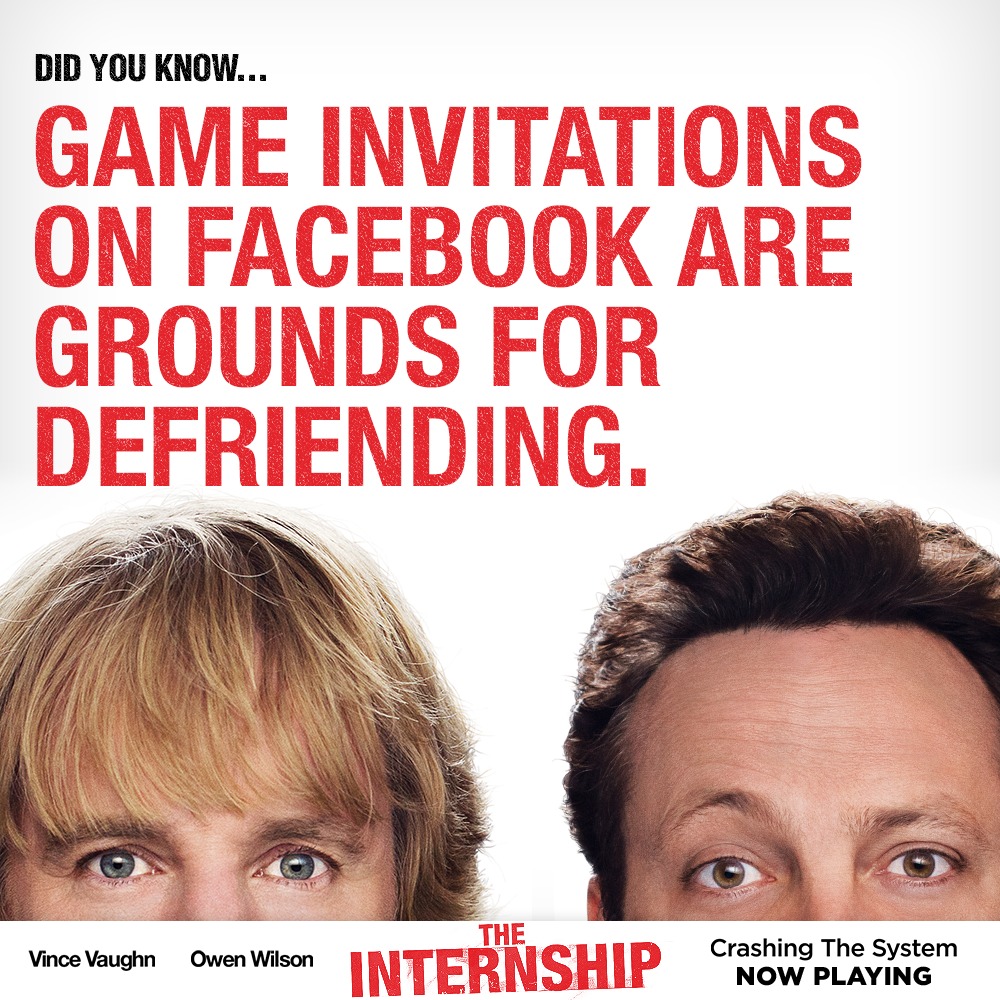 DID YOU KNOW...
GAME INVITATIONS
ON FACEBOOK ARE
GROUNDS FOR
DEFRIENDING.
Vince Vaughn Owen Wilson
THE
INTERNSHIP
Crashing The System
NOW PLAYING